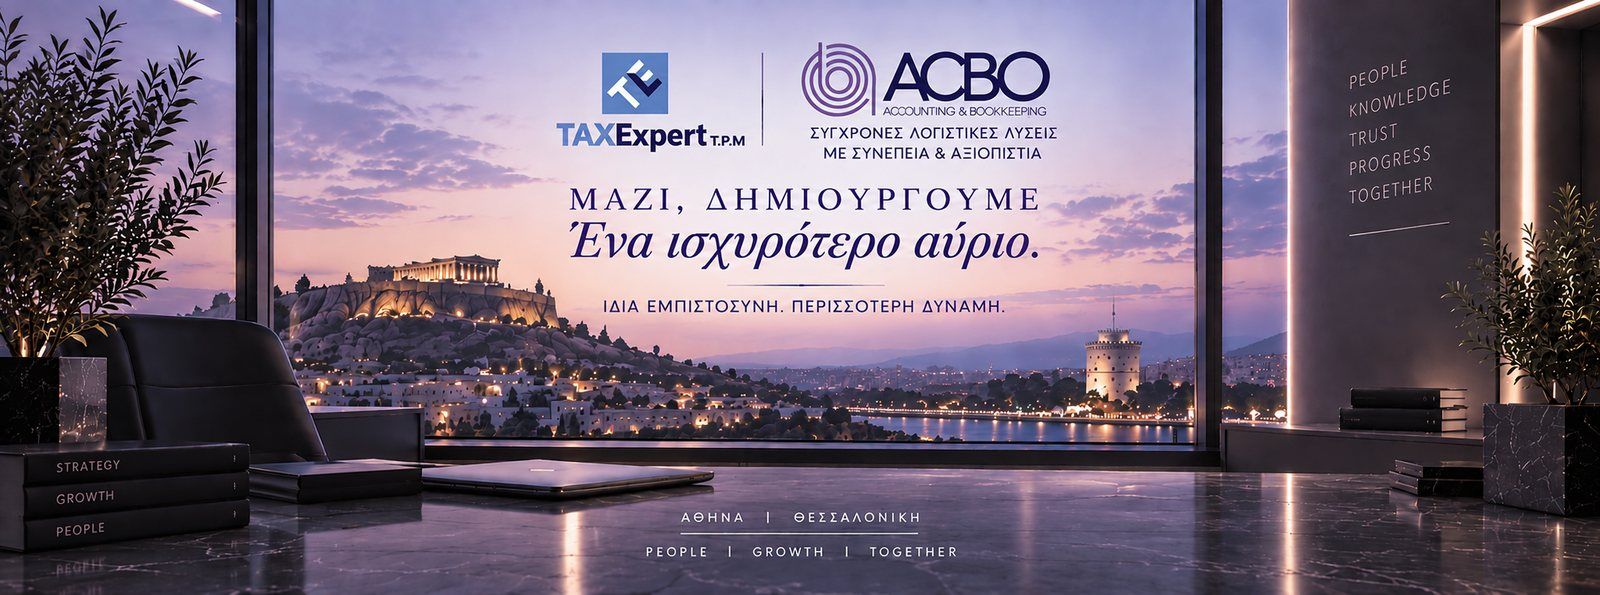 TE
TAXExpert T.P.M
ACBO
ACCOUNTING & BOOKKEEPING
ΣΥΓΧΡΟΝΕΣ ΛΟΓΙΣΤΙΚΕΣ ΛΥΣΕΙΣ
ΜΕ ΣΥΝΕΠΕΙΑ & ΑΞΙΟΠΙΣΤΙΑ
ΜΑΖΙ, ΔΗΜΙΟΥΡΓΟΥΜΕ
Ένα ισχυρότερο αύριο.
ΙΔΙΑ ΕΜΠΙΣΤΟΣΥΝΗ. ΠΕΡΙΣΣΟΤΕΡΗ ΔΥΝΑΜΗ.
PEOPLE
KNOWLEDGE
TRUST
PROGRESS
TOGETHER
STRATEGY
GROWTH
PEOPLE
ΑΘΗΝΑ | ΘΕΣΣΑΛΟΝΙΚΗ
PEOPLE | GROWTH | TOGETHER